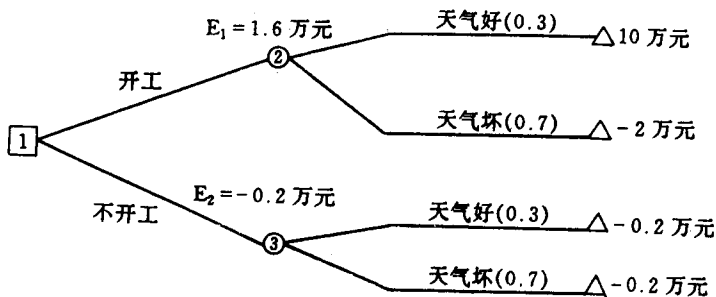 天气好(0.3) 10 万元
E₁=1.6 万元
②
开工
天气坏(0.7) -2 万元
1
E₂=-0.2 万元
天气好(0.3) -0.2 万元
不开工
③
天气坏(0.7) -0.2 万元